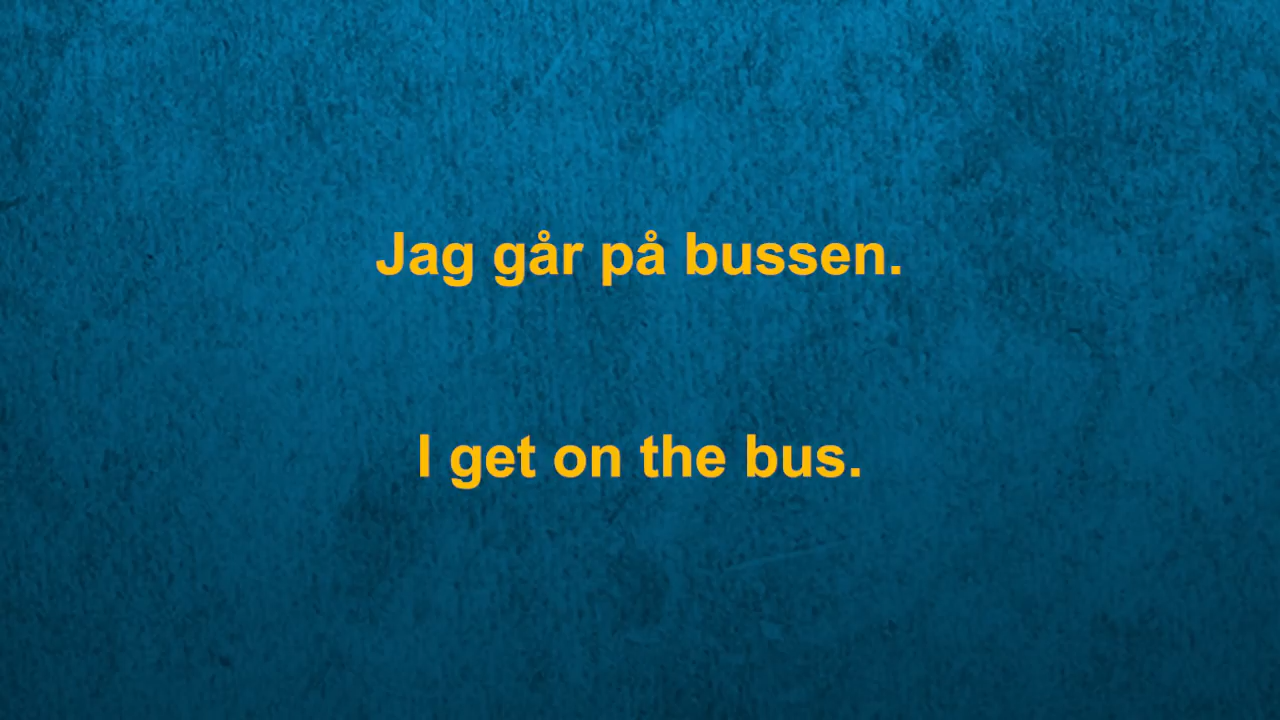 Jag går på bussen.
I get on the bus.